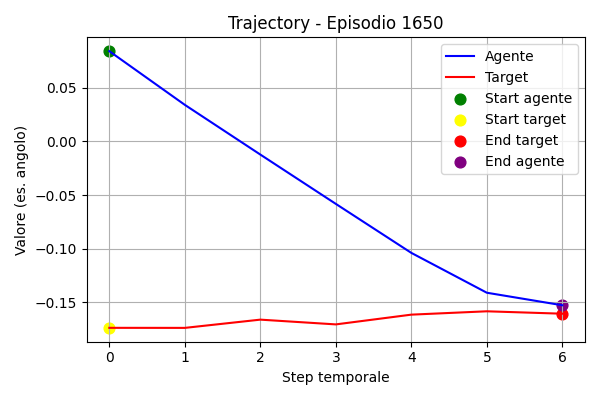 Trajectory - Episodio 1650
Agente
Target
Start agente
Start target
End target
End agente
Valore (es. angolo)
0.05
0.00
−0.05
−0.10
−0.15
0 1 2 3 4 5 6
Step temporale